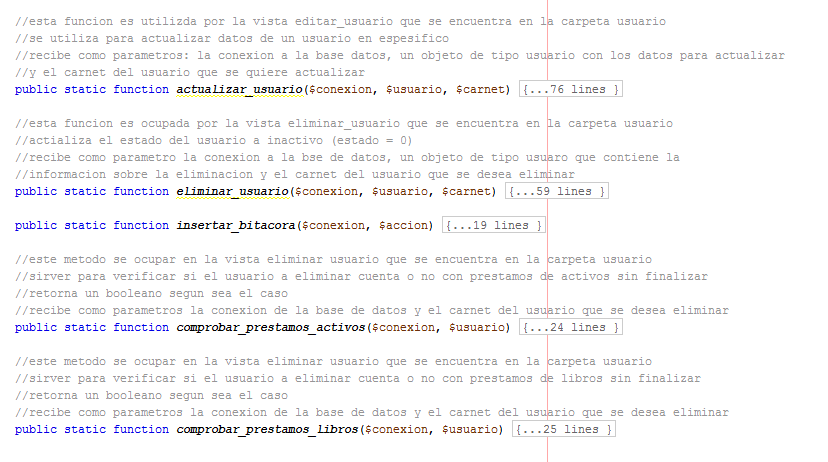 //esta funcion es utilizda por la vista editar_usuario que se encuentra en la carpeta usuario
//se utiliza para actualizar datos de un usuario en espesifico
//recibe como parametros: la conexion a la base datos, un objeto de tipo usuario con los datos para actualizar
//y el carnet del usuario que se quiere actualizar
public static function actualizar_usuario($conexion, $usuario, $carnet) {...76 lines }
//esta funcion es ocupada por la vista eliminar_usuario que se encuentra en la carpeta usuario
//actializa el estado del usuario a inactivo (estado = 0)
//recibe como parametro la conexion a la bse de datos, un objeto de tipo usuaro que contiene la
//informacion sobre la eliminacion y el carnet del usuario que se desea eliminar
public static function eliminar_usuario($conexion, $usuario, $carnet) {...59 lines }
public static function insertar_bitacora($conexion, $accion) {...19 lines }
//este metodo se ocupar en la vista eliminar usuario que se encuentra en la carpeta usuario
//sirver para verificar si el usuario a eliminar cuenta o no con prestamos de activos sin finalizar
//retorna un booleano segun sea el caso
//recibe como parametros la conexion de la base de datos y el carnet del usuario que se desea eliminar
public static function comprobar_prestamos_activos($conexion, $usuario) {...24 lines }
//este metodo se ocupar en la vista eliminar usuario que se encuentra en la carpeta usuario
//sirver para verificar si el usuario a eliminar cuenta o no con prestamos de libros sin finalizar
//retorna un booleano segun sea el caso
//recibe como parametros la conexion de la base de datos y el carnet del usuario que se desea eliminar
public static function comprobar_prestamos_libros($conexion, $usuario) {...25 lines }